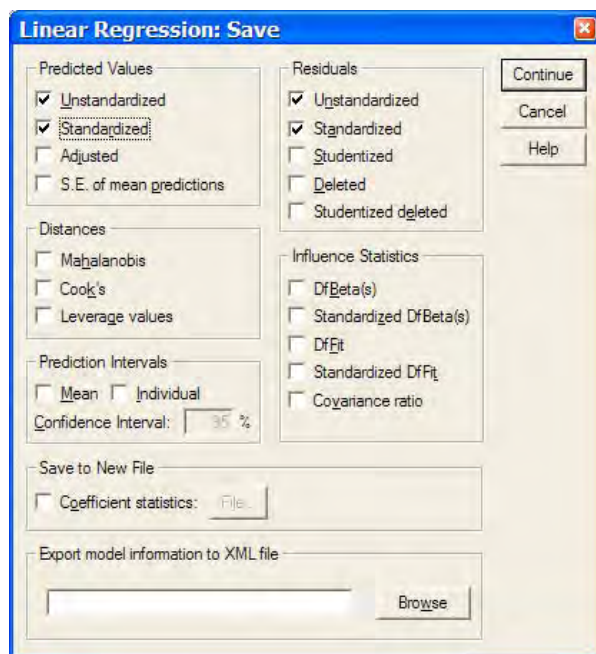 Linear Regression: Save
Predicted Values
Unstandardized
Standardized
Adjusted
S.E. of mean predictions
Residuals
Unstandardized
Standardized
Studentized
Deleted
Studentized deleted
Continue
Cancel
Help
Distances
Mahalanobis
Cook's
Leverage values
Influence Statistics
DfBeta(s)
Standardized DfBeta(s)
DfFit
Standardized DfFit
Covariance ratio
Prediction Intervals
Mean Individual
Confidence Interval: 95 %
Save to New File
Coefficient statistics: File...
Export model information to XML file
Browse